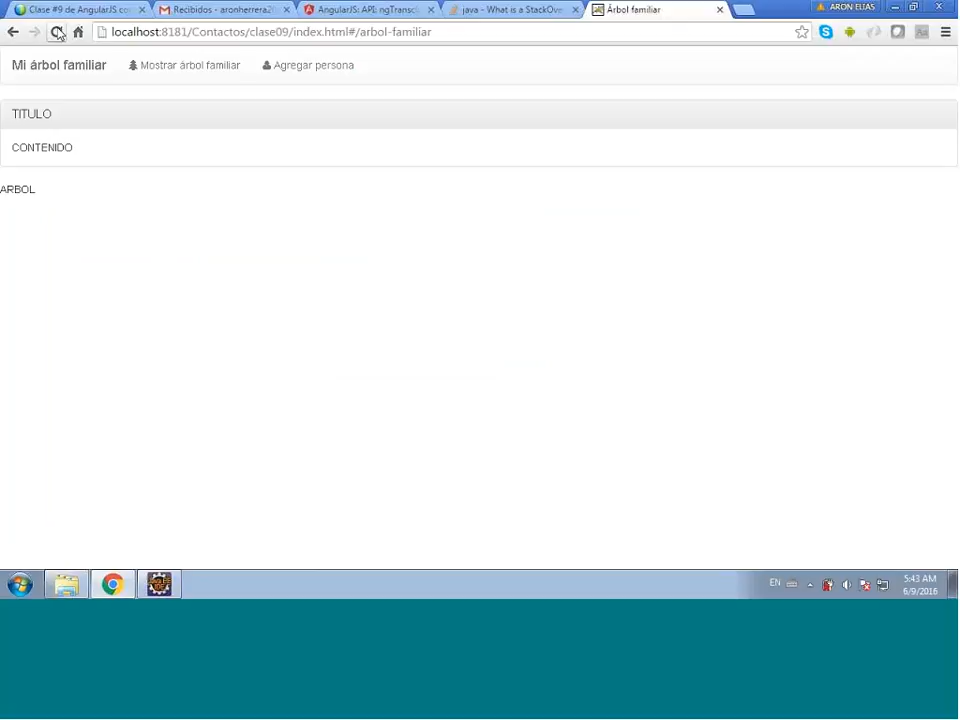 Clase #9 de AngularJS co
Recibidos - aronherrera2
AngularJS: API: ngTransc
java - What is a StackOve
Árbol familiar
ARON ELIAS
localhost:8181/Contactos/clase09/index.html#/arbol-familiar
Mi árbol familiar Mostrar árbol familiar Agregar persona
TITULO
CONTENIDO
ARBOL
EN
5:43 AM
6/9/2016